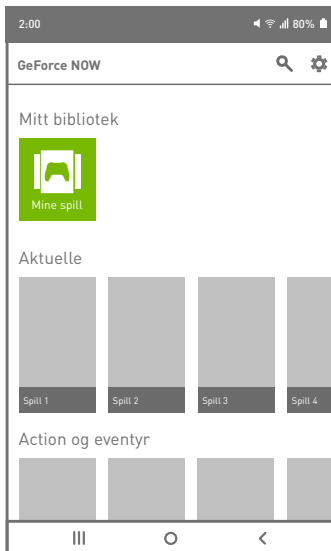 2:00 80%
GeForce NOW
Mitt bibliotek
Mine spill
Aktuelle
Spill 1 Spill 2 Spill 3 Spill 4
Action og eventyr